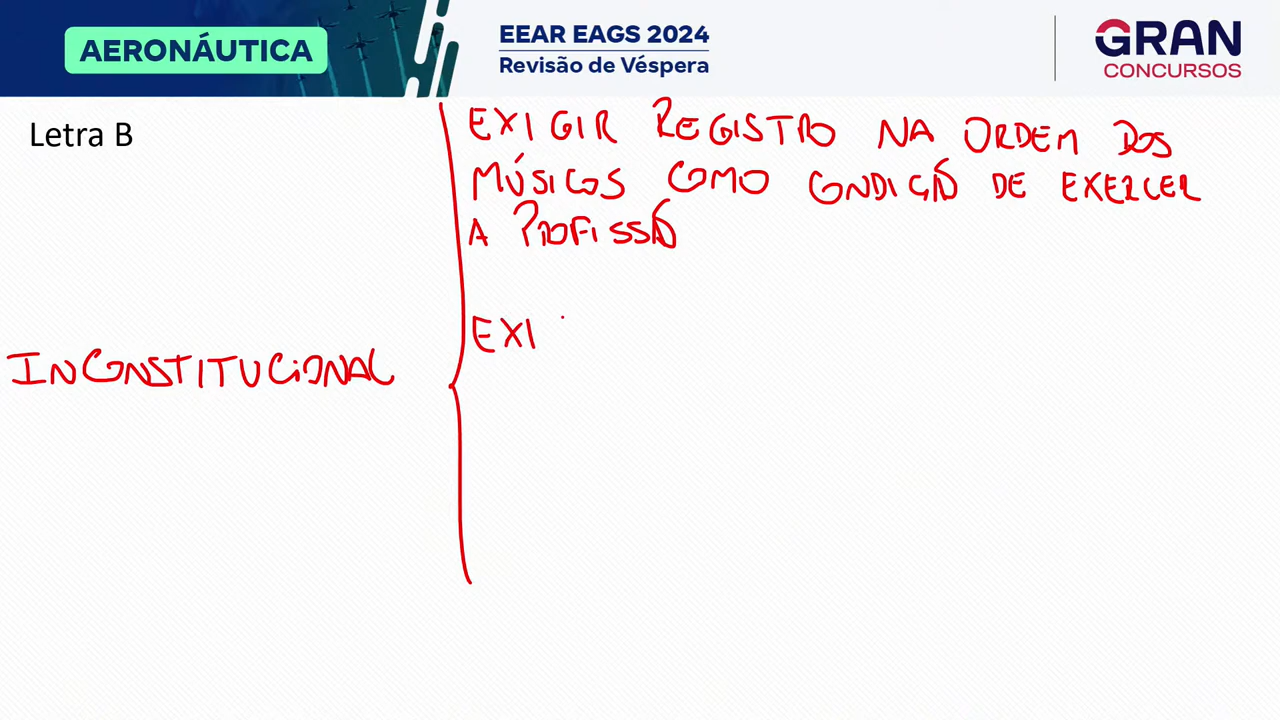 AERONÁUTICA
EEAR EAGS 2024
Revisão de Véspera
GRAN
CONCURSOS
Letra B
EXIGIR REGISTRO NA ORDEM DOS
MÚSICOS COMO CONDIÇÃO DE EXERCER
A PROFISSÃO
EXI
INCONSTITUCIONAL